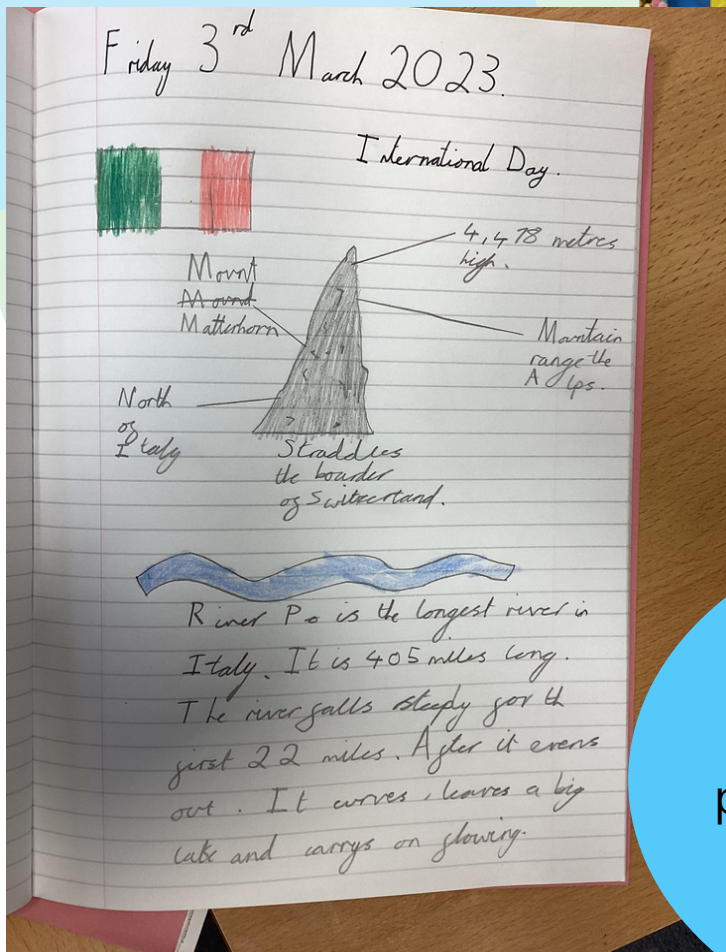 Friday 3rd March 2023.
International Day.
4,478 metres
high.
Mount
Mound
Matterhorn
Mountain
range the
Alps.
North
of
Italy
Straddles
the boarder
of Switzerland.
River Po is the longest river in
Italy. It is 405 miles long.
The river falls steeply for th
first 22 miles. After it evens
out. It curves, leaves a big
lake and carrys on flowing.
p